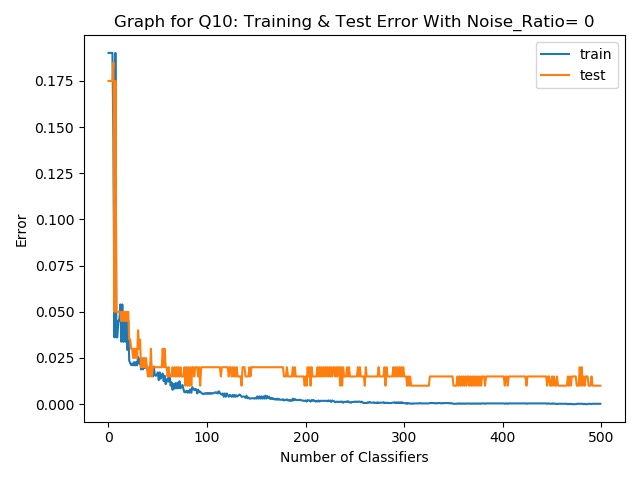 Graph for Q10: Training & Test Error With Noise_Ratio= 0
train
test
0.175
0.150
0.125
0.100
0.075
0.050
0.025
0.000
Error
0 100 200 300 400 500
Number of Classifiers